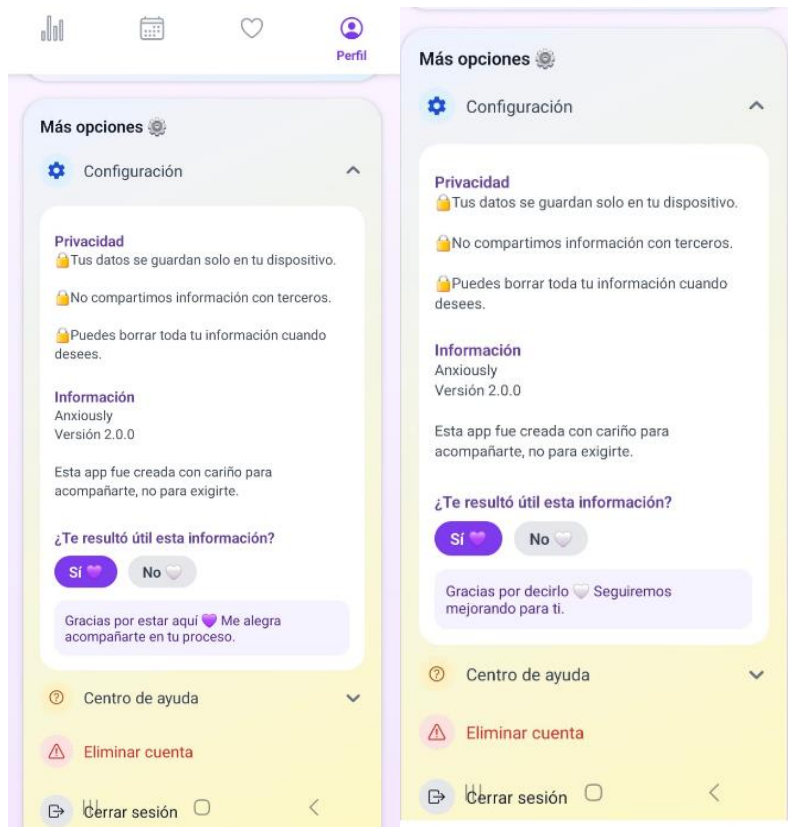 Perfil
Más opciones ⚙️
Configuración
Privacidad
🔒Tus datos se guardan solo en tu dispositivo.
🔒No compartimos información con terceros.
🔒Puedes borrar toda tu información cuando
desees.
Información
Anxiously
Versión 2.0.0
Esta app fue creada con cariño para
acompañarte, no para exigirte.
¿Te resultó útil esta información?
Sí 💜
No 🤍
Gracias por estar aquí 💜 Me alegra
acompañarte en tu proceso.
Centro de ayuda
Eliminar cuenta
Cerrar sesión
Más opciones ⚙️
Configuración
Privacidad
🔒Tus datos se guardan solo en tu dispositivo.
🔒No compartimos información con terceros.
🔒Puedes borrar toda tu información cuando
desees.
Información
Anxiously
Versión 2.0.0
Esta app fue creada con cariño para
acompañarte, no para exigirte.
¿Te resultó útil esta información?
Sí 💜
No 🤍
Gracias por decirlo 🤍 Seguiremos
mejorando para ti.
Centro de ayuda
Eliminar cuenta
Cerrar sesión